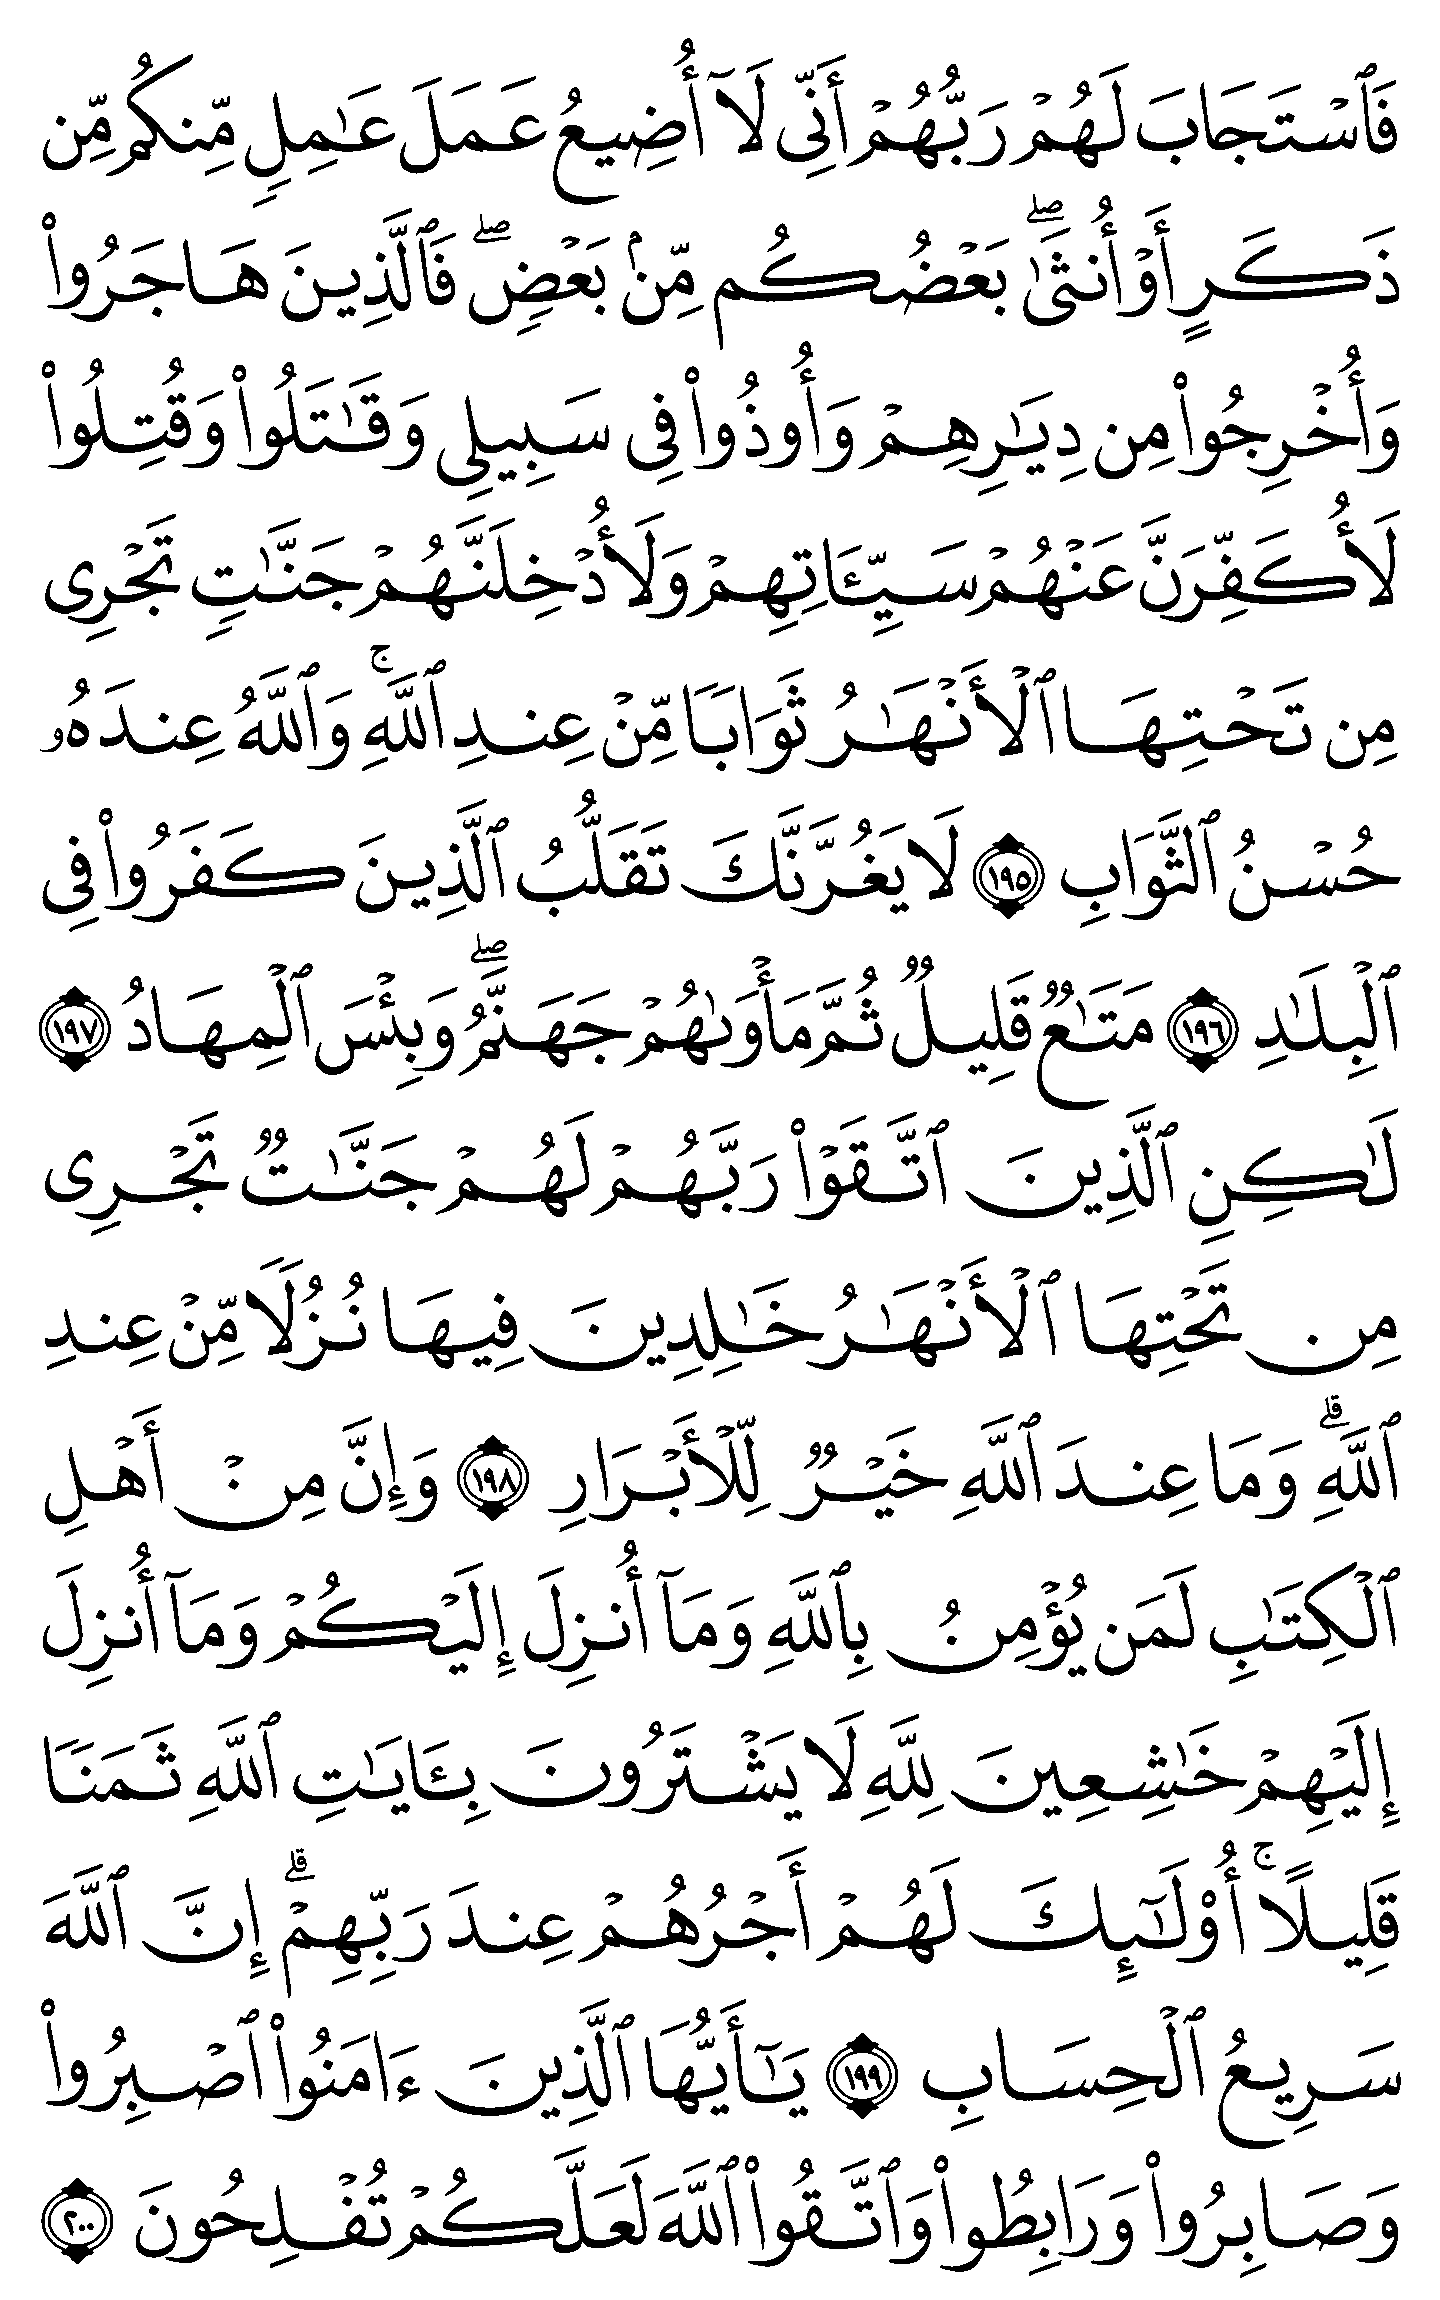 فَٱسْتَجَابَ لَهُمْ رَبُّهُمْ أَنِّى لَآ أُضِيعُ عَمَلَ عَـٰمِلٍ مِّنكُم مِّن
ذَكَرٍ أَوْ أُنثَىٰ ۖ بَعْضُكُم مِّنۢ بَعْضٍ ۖ فَٱلَّذِينَ هَاجَرُوا۟
وَأُخْرِجُوا۟ مِن دِيَـٰرِهِمْ وَأُوذُوا۟ فِى سَبِيلِى وَقَـٰتَلُوا۟ وَقُتِلُوا۟
لَأُكَفِّرَنَّ عَنْهُمْ سَيِّـَٔاتِهِمْ وَلَأُدْخِلَنَّهُمْ جَنَّـٰتٍ تَجْرِى
مِن تَحْتِهَا ٱلْأَنْهَـٰرُ ثَوَابًا مِّنْ عِندِ ٱللَّهِ ۚ وَٱللَّهُ عِندَهُۥ
حُسْنُ ٱلثَّوَابِ ١٩٥ لَا يَغُرَّنَّكَ تَقَلُّبُ ٱلَّذِينَ كَفَرُوا۟ فِى
ٱلْبِلَـٰدِ ١٩٦ مَتَـٰعٌ قَلِيلٌ ثُمَّ مَأْوَىٰهُمْ جَهَنَّمُ ۖ وَبِئْسَ ٱلْمِهَادُ ١٩٧
لَـٰكِنِ ٱلَّذِينَ ٱتَّقَوْا۟ رَبَّهُمْ لَهُمْ جَنَّـٰتٌ تَجْرِى
مِن تَحْتِهَا ٱلْأَنْهَـٰرُ خَـٰلِدِينَ فِيهَا نُزُلًا مِّنْ عِندِ
ٱللَّهِ ۗ وَمَا عِندَ ٱللَّهِ خَيْرٌ لِّلْأَبْرَارِ ١٩٨ وَإِنَّ مِنْ أَهْلِ
ٱلْكِتَـٰبِ لَمَن يُؤْمِنُ بِٱللَّهِ وَمَآ أُنزِلَ إِلَيْكُمْ وَمَآ أُنزِلَ
إِلَيْهِمْ خَـٰشِعِينَ لِلَّهِ لَا يَشْتَرُونَ بِـَٔايَـٰتِ ٱللَّهِ ثَمَنًا
قَلِيلًا ۚ أُو۟لَـٰٓئِكَ لَهُمْ أَجْرُهُمْ عِندَ رَبِّهِمْ ۗ إِنَّ ٱللَّهَ
سَرِيعُ ٱلْحِسَابِ ١٩٩ يَـٰٓأَيُّهَا ٱلَّذِينَ ءَامَنُوا۟ ٱصْبِرُوا۟
وَصَابِرُوا۟ وَرَابِطُوا۟ وَٱتَّقُوا۟ ٱللَّهَ لَعَلَّكُمْ تُفْلِحُونَ ٢٠٠